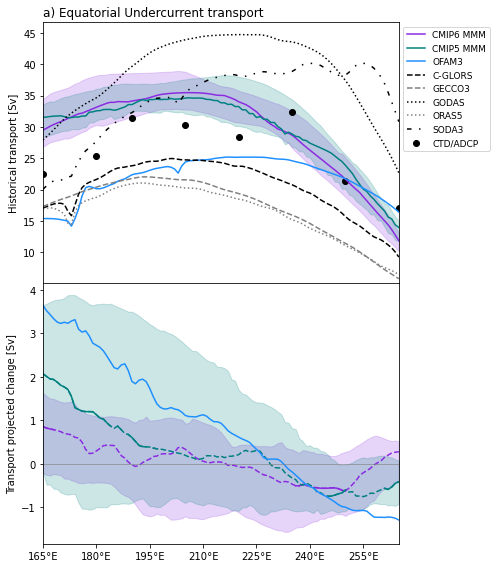 a) Equatorial Undercurrent transport
Historical transport [Sv]
45
40
35
30
25
20
15
10
CMIP6 MMM
CMIP5 MMM
OFAM3
C-GLORS
GECCO3
GODAS
ORAS5
SODA3
CTD/ADCP
Transport projected change [Sv]
4
3
2
1
0
−1
165°E 180°E 195°E 210°E 225°E 240°E 255°E